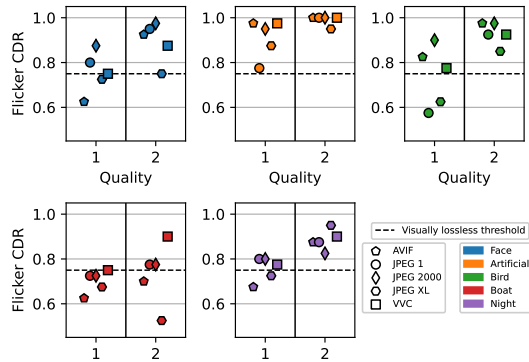 Flicker CDR
1.0
0.8
0.6
1
2
Quality
1.0
0.8
0.6
1
2
Quality
1.0
0.8
0.6
1
2
Quality
Flicker CDR
1.0
0.8
0.6
1
2
1.0
0.8
0.6
1
2
Visually lossless threshold
AVIF
JPEG 1
JPEG 2000
JPEG XL
VVC
Face
Artificial
Bird
Boat
Night